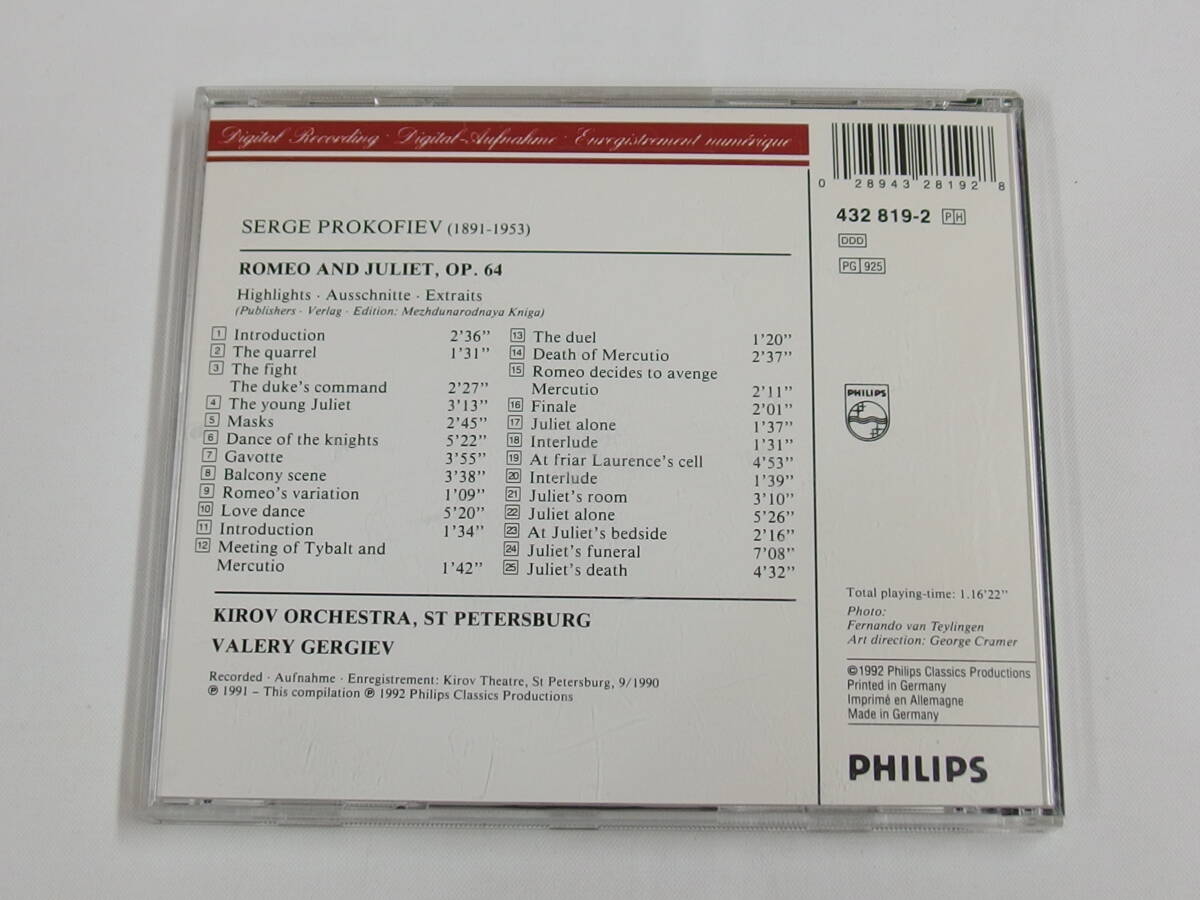 Digital Recording · Digital-Aufnahme · Enregistrement numérique
SERGE PROKOFIEV (1891-1953)
ROMEO AND JULIET, OP. 64
Highlights · Ausschnitte · Extraits
(Publishers · Verlag · Edition: Mezhdunarodnaya Kniga)
1 Introduction 2'36"
2 The quarrel 1'31"
3 The fight
The duke's command 2'27"
4 The young Juliet 3'13"
5 Masks 2'45"
6 Dance of the knights 5'22"
7 Gavotte 3'55"
8 Balcony scene 3'38"
9 Romeo's variation 1'09"
10 Love dance 5'20"
11 Introduction 1'34"
12 Meeting of Tybalt and
Mercutio 1'42"
13 The duel 1'20"
14 Death of Mercutio 2'37"
15 Romeo decides to avenge
Mercutio 2'11"
16 Finale 2'01"
17 Juliet alone 1'37"
18 Interlude 1'31"
19 At friar Laurence's cell 4'53"
20 Interlude 1'39"
21 Juliet's room 3'10"
22 Juliet alone 5'26"
23 At Juliet's bedside 2'16"
24 Juliet's funeral 7'08"
25 Juliet's death 4'32"
KIROV ORCHESTRA, ST PETERSBURG
VALERY GERGIEV
Recorded · Aufnahme · Enregistrement: Kirov Theatre, St Petersburg, 9/1990
℗ 1991 – This compilation ℗ 1992 Philips Classics Productions
0 28943 28192 8
432 819-2 PH
DDD
PG 925
PHILIPS
Total playing-time: 1.16'22"
Photo:
Fernando van Teylingen
Art direction: George Cramer
©1992 Philips Classics Productions
Printed in Germany
Imprimé en Allemagne
Made in Germany
PHILIPS